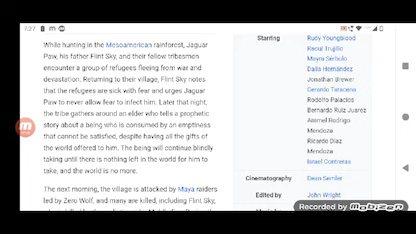 7:27
While hunting in the Mesoamerican rainforest, Jaguar
Paw, his father Flint Sky, and their fellow tribesmen
encounter a group of refugees fleeing from war and
devastation. Returning to their village, Flint Sky notes
that the refugees are sick with fear and urges Jaguar
Paw to never allow fear to infect him. Later that night,
the tribe gathers around an elder who tells a prophetic
story about a being who is consumed by an emptiness
that cannot be satisfied, despite having all the gifts of
the world offered to him. The being will continue blindly
taking until there is nothing left in the world for him to
take, and the world is no more.
The next morning, the village is attacked by Maya raiders
led by Zero Wolf, and many are killed, including Flint Sky,
Starring
Rudy Youngblood
Raoul Trujillo
Mayra Sérbulo
Dalia Hernández
Jonathan Brewer
Gerardo Taracena
Rodolfo Palacios
Bernardo Ruiz Juarez
Ammel Rodrigo
Mendoza
Ricardo Diaz
Mendoza
Israel Contreras
Cinematography
Dean Semler
Edited by
John Wright
Recorded by Mobizen